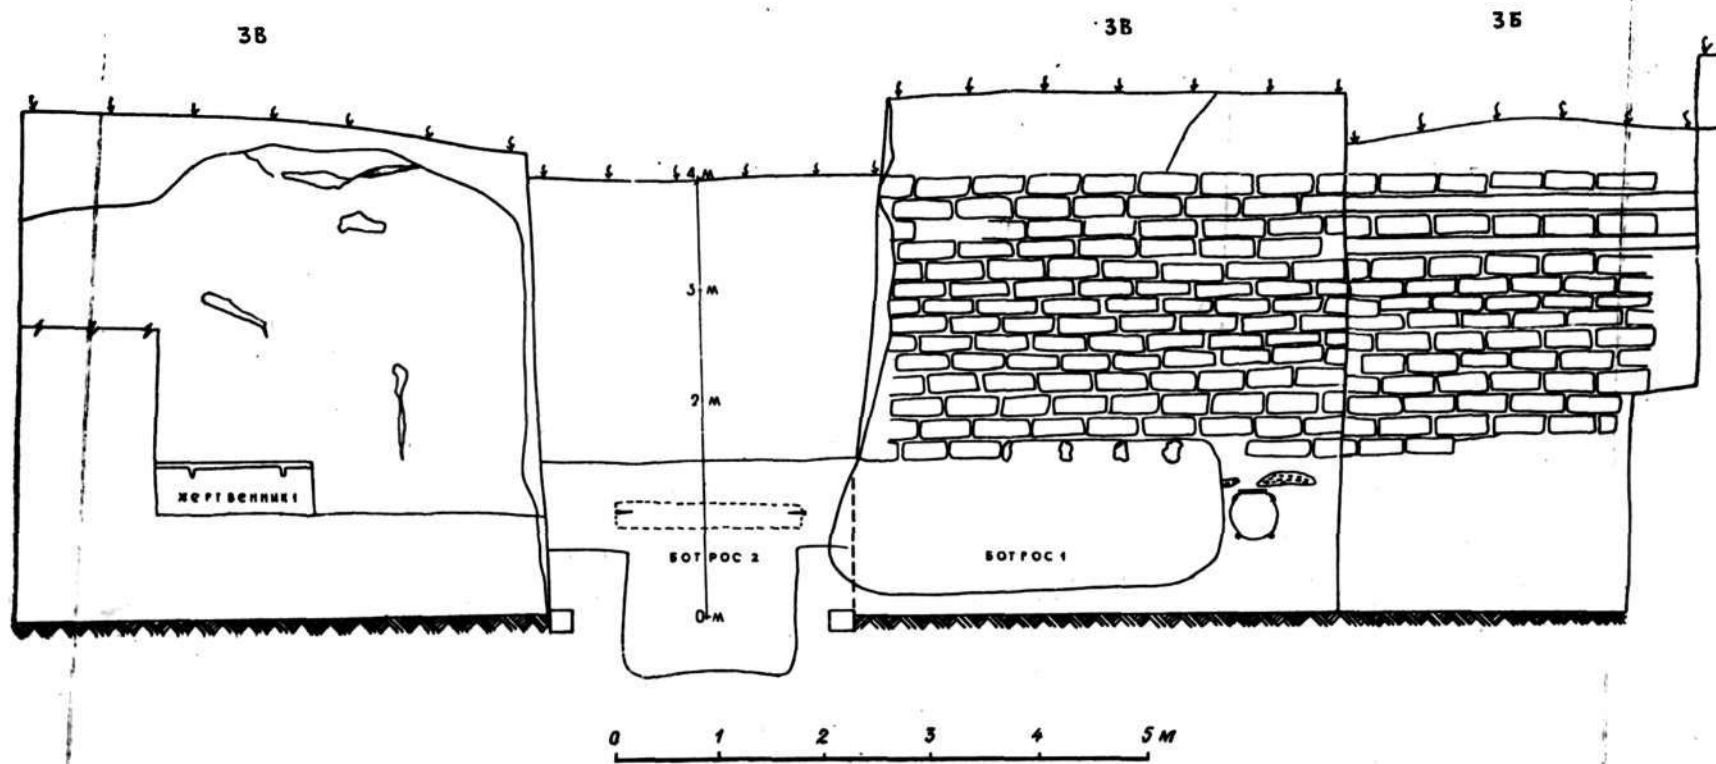 3В
3В
3Б
4 м
3 м
2 м
ЖЕРТВЕННИК 1
БОТРОС 2
БОТРОС 1
0 м
0 1 2 3 4 5 м